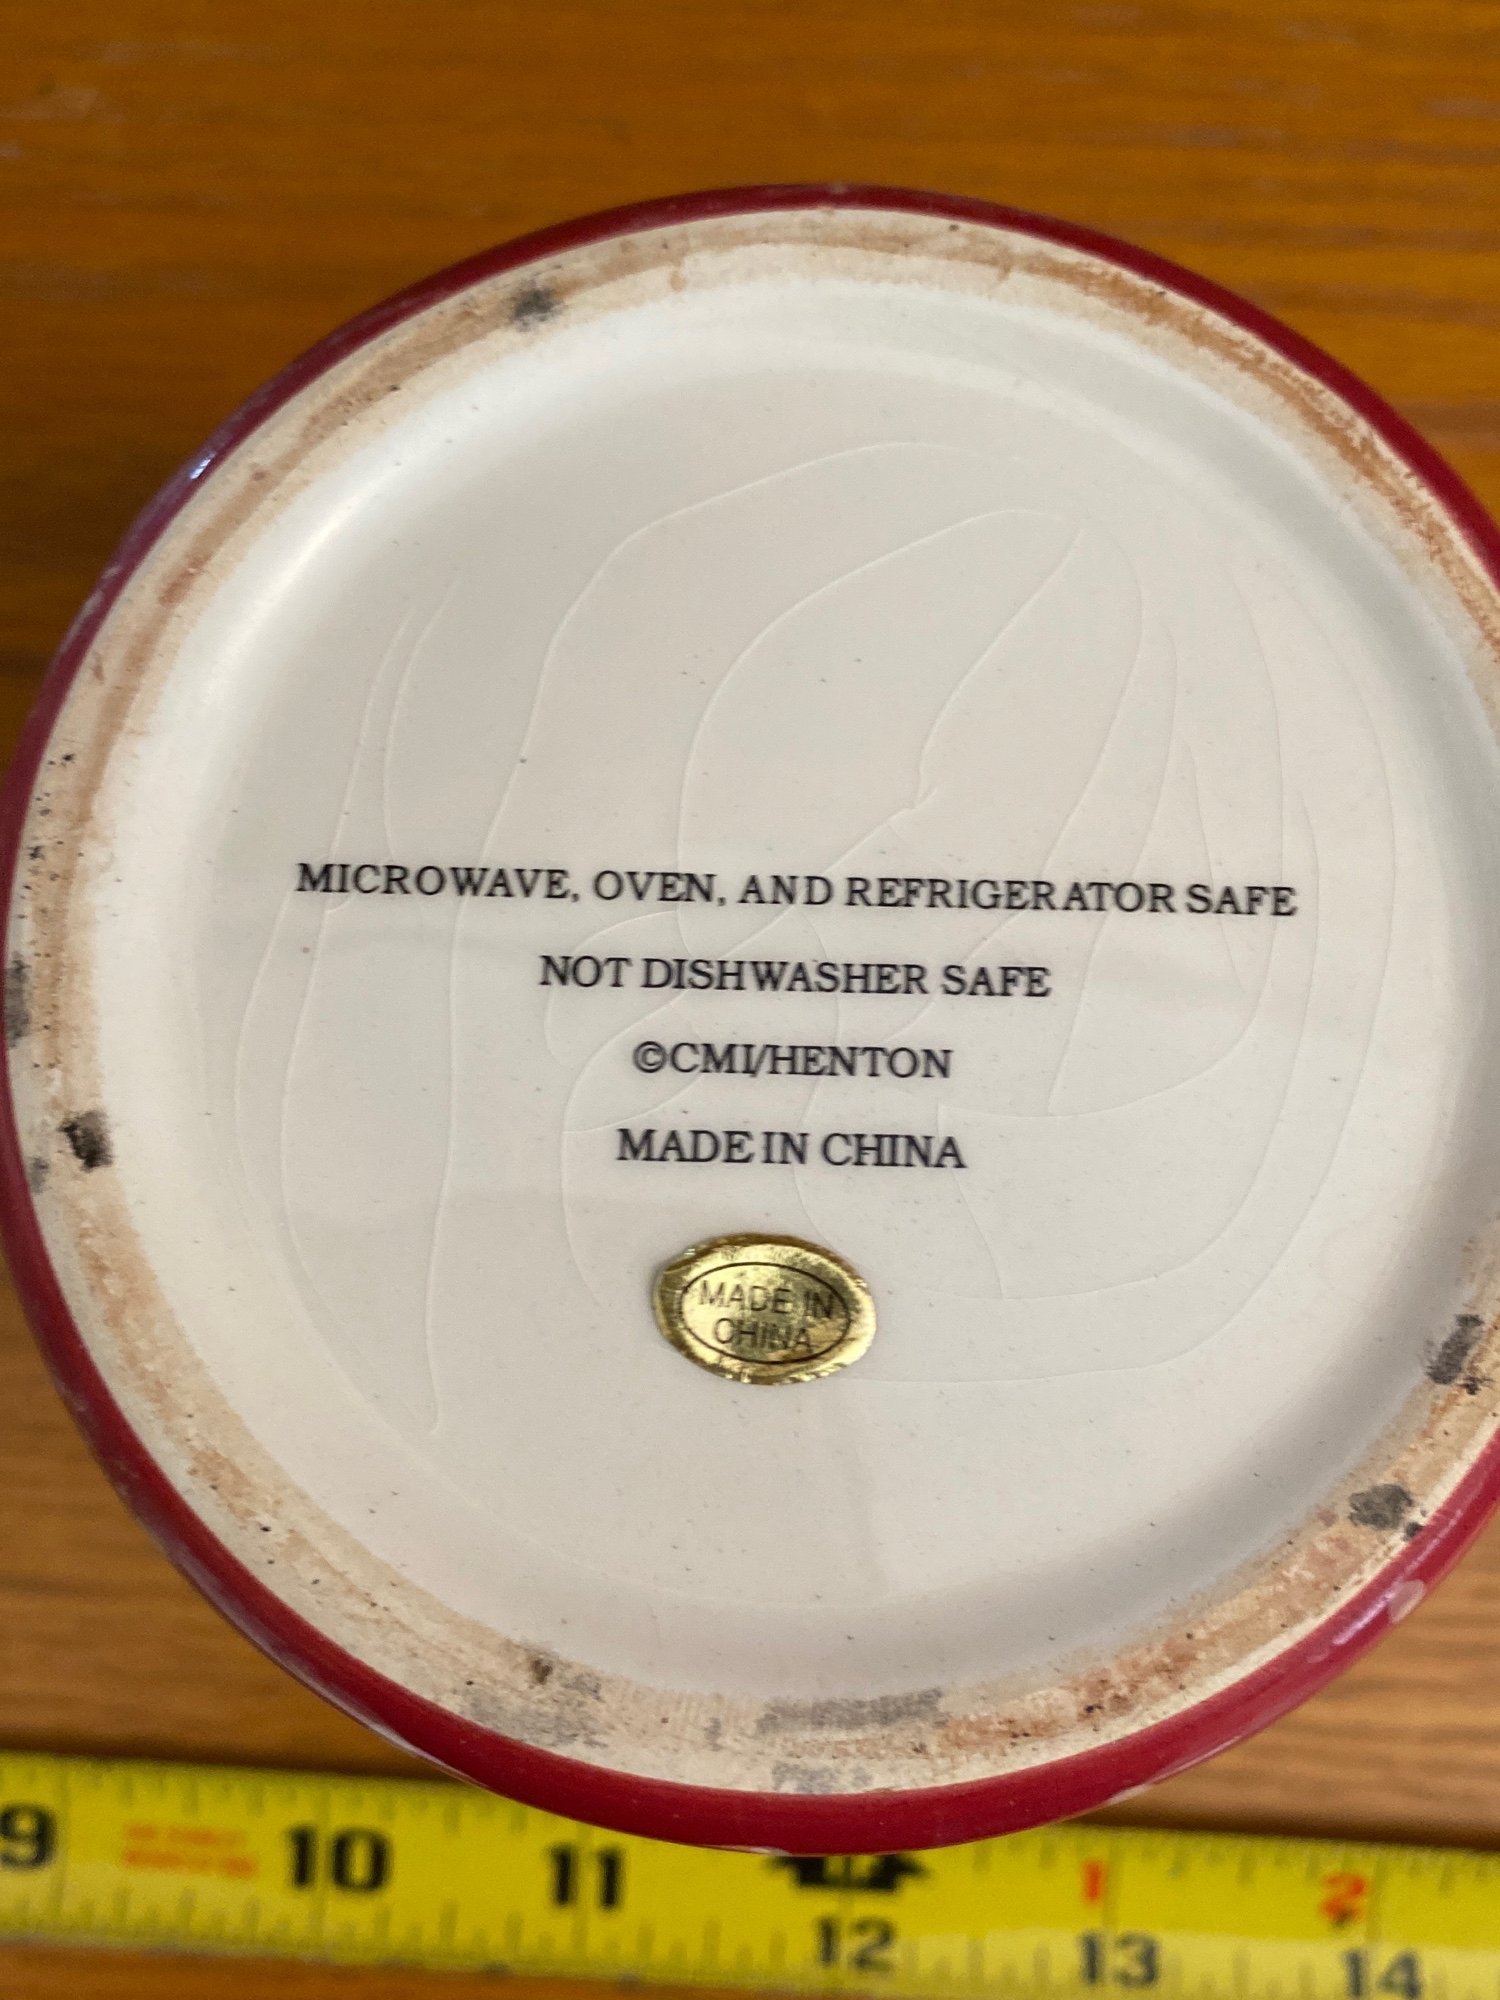 MICROWAVE, OVEN, AND REFRIGERATOR SAFE
NOT DISHWASHER SAFE
©CMI/HENTON
MADE IN CHINA
MADE IN
CHINA
9 10 11 12 1 13 2 14